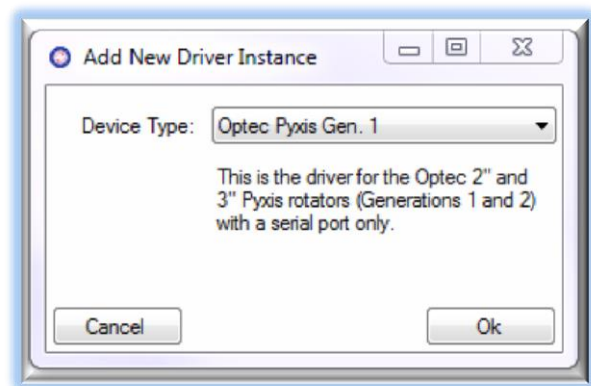 Add New Driver Instance
Device Type: Optec Pyxis Gen. 1
This is the driver for the Optec 2" and
3" Pyxis rotators (Generations 1 and 2)
with a serial port only.
Cancel Ok